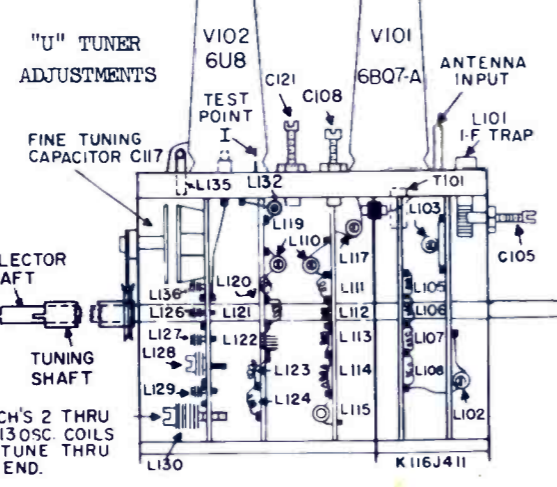 "U" TUNER
ADJUSTMENTS
V102
6U8
V101
6BQ7-A
C121
C108
TEST
POINT
I
ANTENNA
INPUT
L101
I-F TRAP
FINE TUNING
CAPACITOR C117
L135
L132
T101
L119
L110
L117
L103
C105
L136
L120
L111
L105
L126
L121
L112
L106
L127
L122
L113
L107
L128
L123
L114
L108
L129
L124
L115
L102
L130
TUNING
SHAFT
CH'S 2 THRU
13 OSC. COILS
TUNE THRU
END.
K116J411